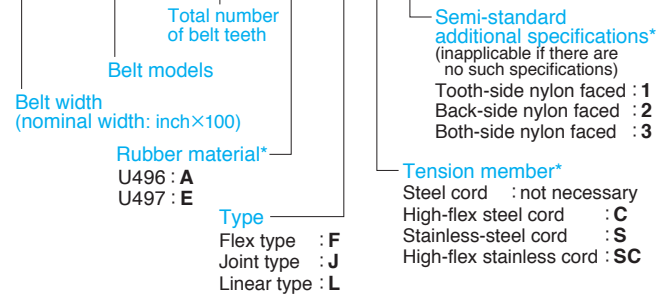 Total number
of belt teeth
Belt models
Belt width
(nominal width: inch×100)
Rubber material*
U496 : A
U497 : E
Type
Flex type : F
Joint type : J
Linear type : L
Semi-standard
additional specifications*
(inapplicable if there are
no such specifications)
Tooth-side nylon faced : 1
Back-side nylon faced : 2
Both-side nylon faced : 3
Tension member*
Steel cord : not necessary
High-flex steel cord : C
Stainless-steel cord : S
High-flex stainless cord : SC